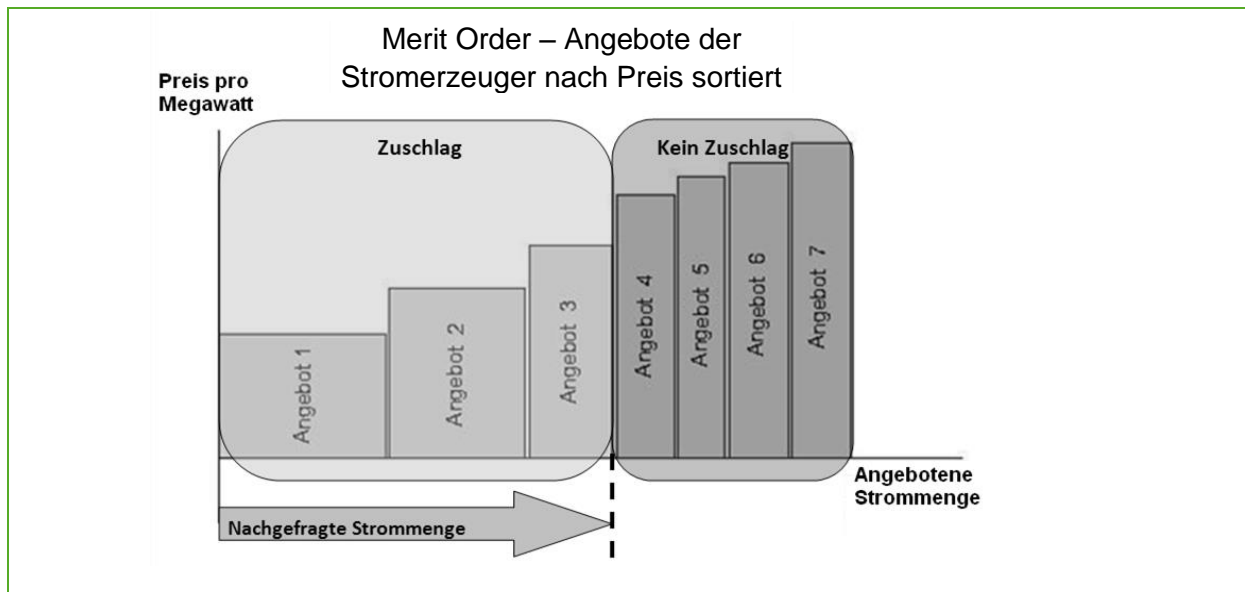 Merit Order – Angebote der
Stromerzeuger nach Preis sortiert
Preis pro
Megawatt
Zuschlag
Kein Zuschlag
Angebot 1
Angebot 2
Angebot 3
Angebot 4
Angebot 5
Angebot 6
Angebot 7
Angebotene
Strommenge
Nachgefragte Strommenge